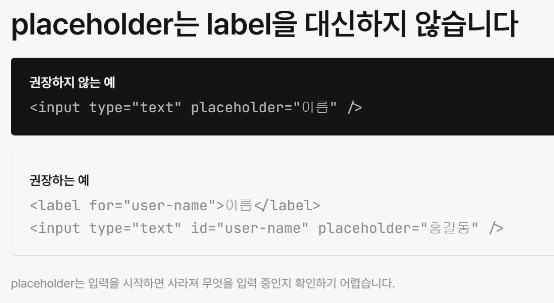 placeholder는 label을 대신하지 않습니다
권장하지 않는 예
<input type="text" placeholder="이름" />
권장하는 예
<label for="user-name">이름</label>
<input type="text" id="user-name" placeholder="홍길동" />
placeholder는 입력을 시작하면 사라져 무엇을 입력 중인지 확인하기 어렵습니다.